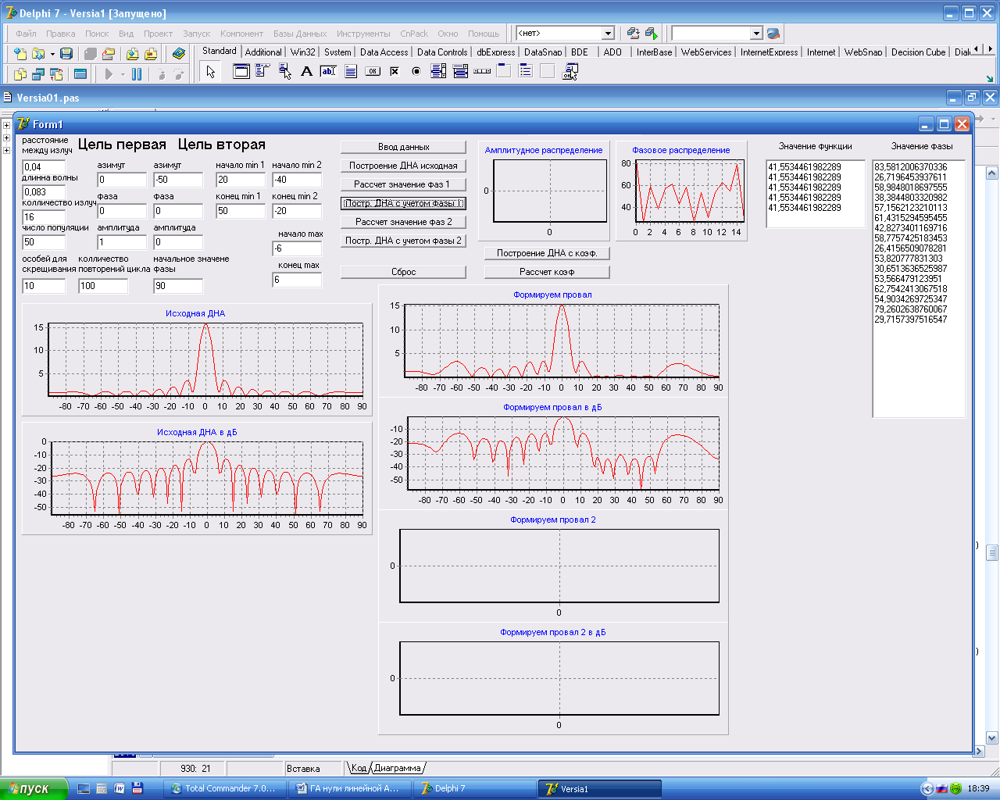 Delphi 7 - Versia1 [Запущено]
Файл Правка Поиск Вид Проект Запуск Компонент Базы Данных Инструменты CnPack Окно Помощь <нет>
Standard Additional Win32 System Data Access Data Controls dbExpress DataSnap BDE ADO InterBase WebServices InternetExpress Internet WebSnap Decision Cube
Versia01.pas
Form1
расстояние
между излуч
0,04
длинна волны
0,083
колличество излуч
16
число популяции
50
особей для
скрещивания
10
Цель первая Цель вторая
азимут азимут начало min 1 начало min 2
0 -50 20 -40
фаза фаза конец min 1 конец min 2
0 0 50 -20
амплитуда амплитуда
1 0
начало max
-6
конец max
6
колличество
повторений цикла
100
начальное значене
фазы
90
Ввод данных
Построение ДНА исходная
Рассчет значение фаз 1
Постр. ДНА с учетом фазы 1
Рассчет значение фаз 2
Постр. ДНА с учетом фазы 2
Сброс
Амплитудное распределение
0
0
Фазовое распределение
80
60
40
0 2 4 6 8 10 12 14
Построение ДНА с коэф.
Рассчет коэф
Значение функции
41,5534461982289
41,5534461982289
41,5534461982289
41,5534461982289
41,5534461982289
Значение фазы
83,5812006370336
26,7196453937611
58,9848018697555
38,3844803320982
57,1562123210113
61,4315294595455
42,8273401169716
58,7757425183453
26,4156509078281
53,820777831303
30,6513636525987
53,566479123951
62,7542413067518
54,9034269725347
79,2602638760067
29,7157397516547
Исходная ДНА
15
10
5
-80 -70 -60 -50 -40 -30 -20 -10 0 10 20 30 40 50 60 70 80 90
Исходная ДНА в дБ
0
-10
-20
-30
-40
-50
-80 -70 -60 -50 -40 -30 -20 -10 0 10 20 30 40 50 60 70 80 90
Формируем провал
15
10
5
-80 -70 -60 -50 -40 -30 -20 -10 0 10 20 30 40 50 60 70 80 90
Формируем провал в дБ
-10
-20
-30
-40
-50
-80 -70 -60 -50 -40 -30 -20 -10 0 10 20 30 40 50 60 70 80 90
Формируем провал 2
0
0
Формируем провал 2 в дБ
0
0
930: 21 Вставка Код Диаграмма
пуск Total Commander 7.0... ГА нули линейной А... Delphi 7 Versia1 18:39